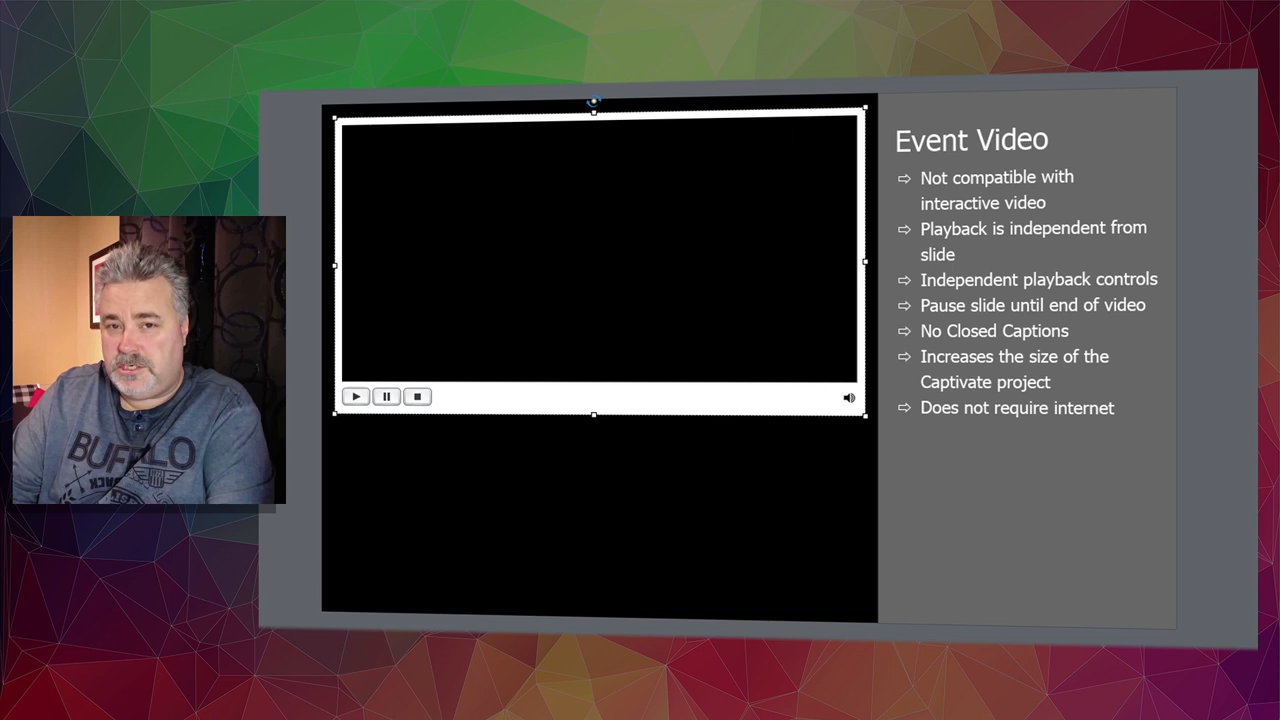 Event Video
⇨ Not compatible with
interactive video
⇨ Playback is independent from
slide
⇨ Independent playback controls
⇨ Pause slide until end of video
⇨ No Closed Captions
⇨ Increases the size of the
Captivate project
⇨ Does not require internet
BUFFALO